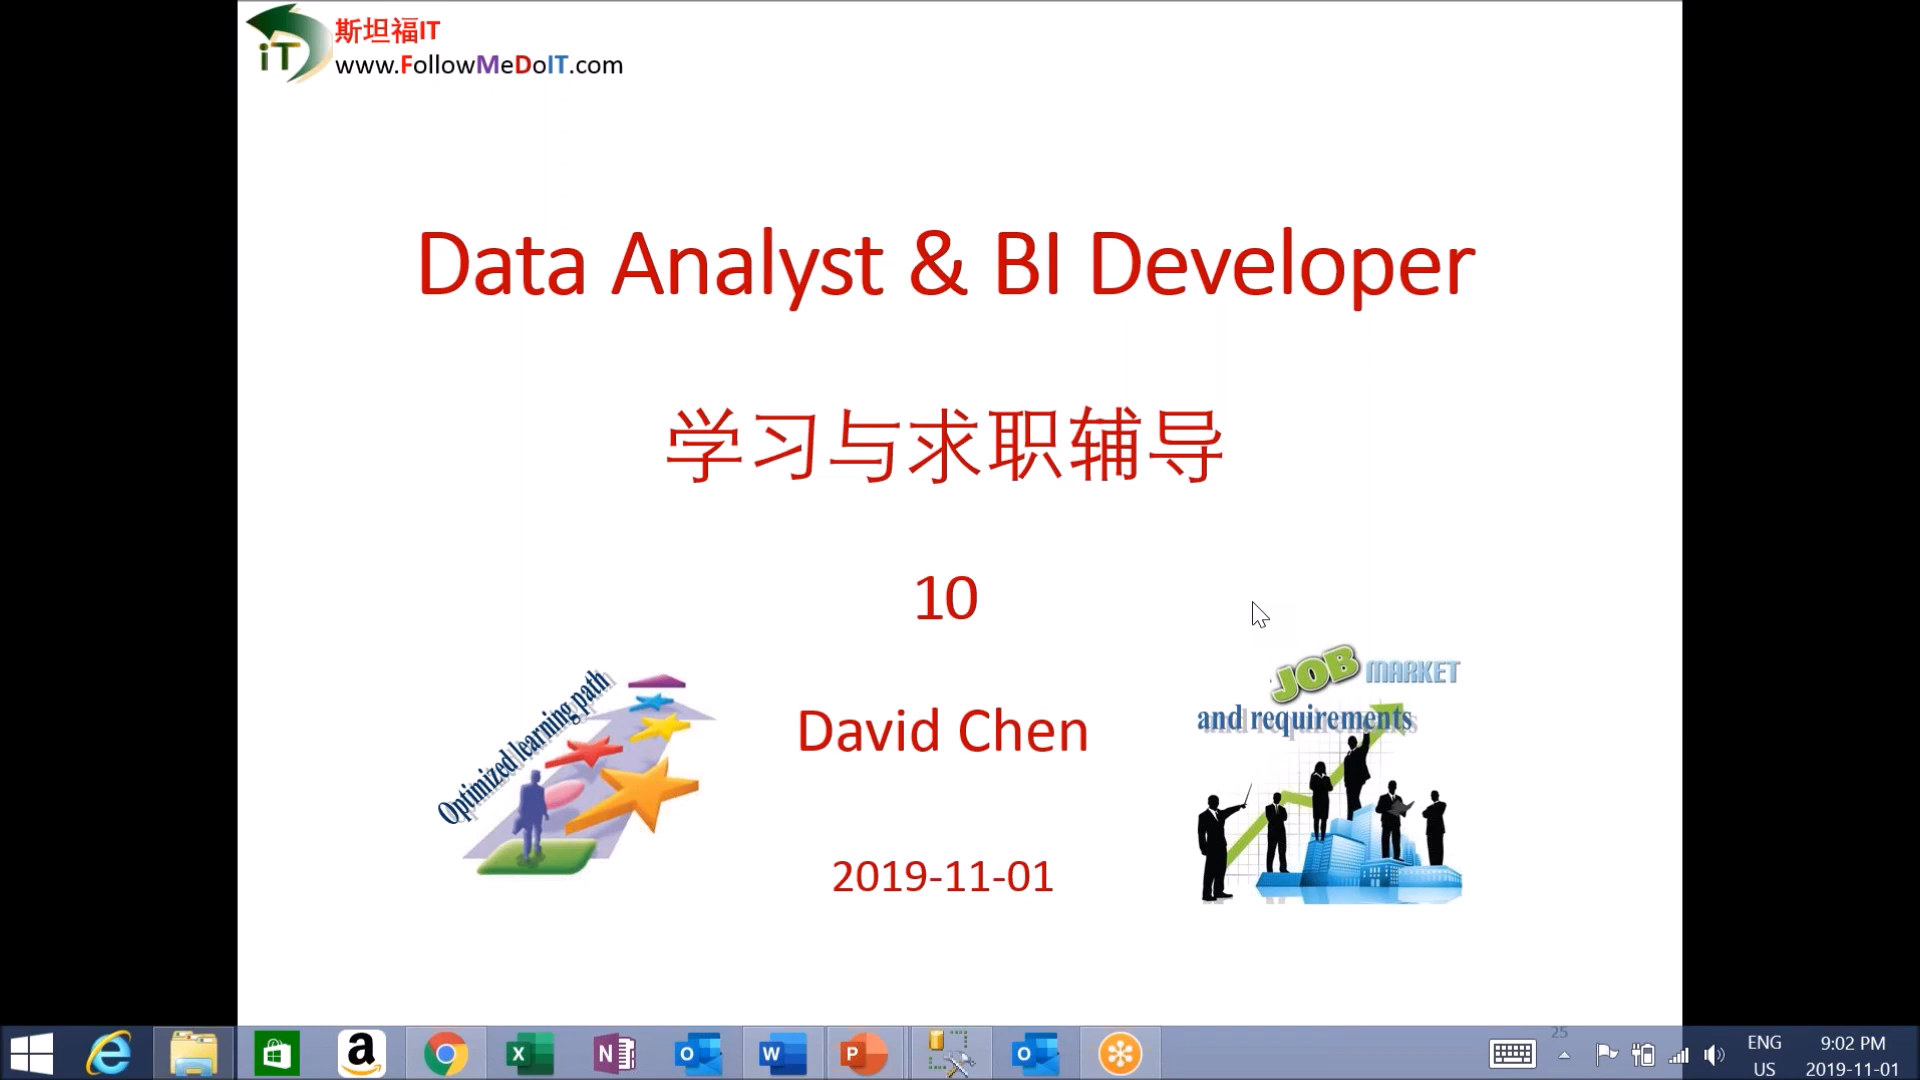 斯坦福IT
www.FollowMeDoIT.com
Data Analyst & BI Developer
学习与求职辅导
10
David Chen
2019-11-01
Optimized learning path
JOB MARKET
and requirements
iT
25
ENG
US
9:02 PM
2019-11-01